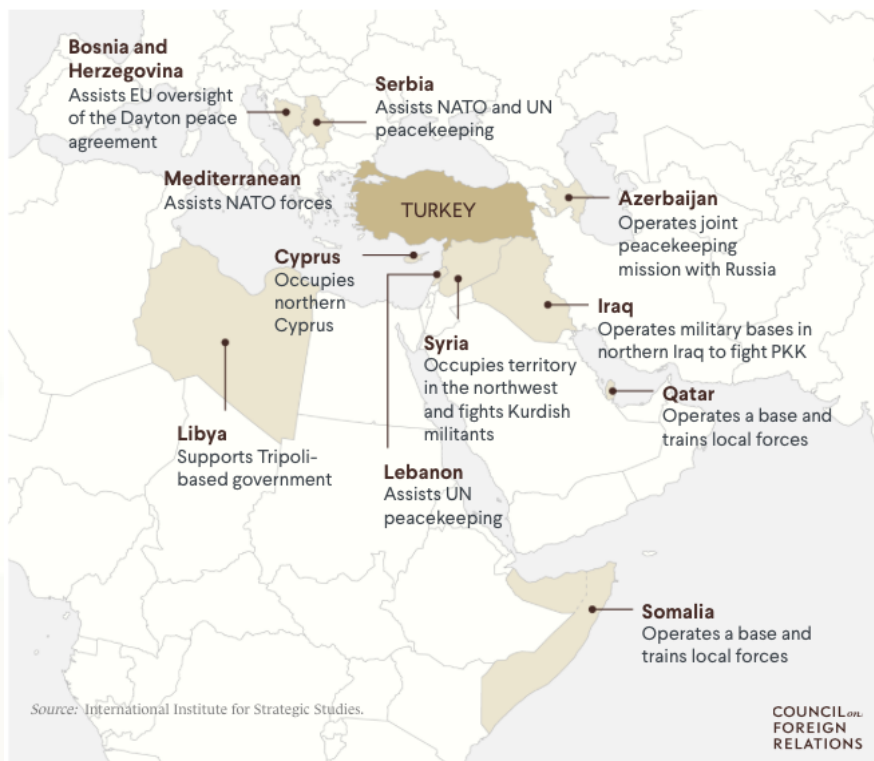 Bosnia and
Herzegovina
Assists EU oversight
of the Dayton peace
agreement
Serbia
Assists NATO and UN
peacekeeping
Mediterranean
Assists NATO forces
TURKEY
Azerbaijan
Operates joint
peacekeeping
mission with Russia
Cyprus
Occupies
northern
Cyprus
Iraq
Operates military bases in
northern Iraq to fight PKK
Syria
Occupies territory
in the northwest
and fights Kurdish
militants
Qatar
Operates a base and
trains local forces
Libya
Supports Tripoli-
based government
Lebanon
Assists UN
peacekeeping
Somalia
Operates a base and
trains local forces
Source: International Institute for Strategic Studies.
COUNCIL on
FOREIGN
RELATIONS